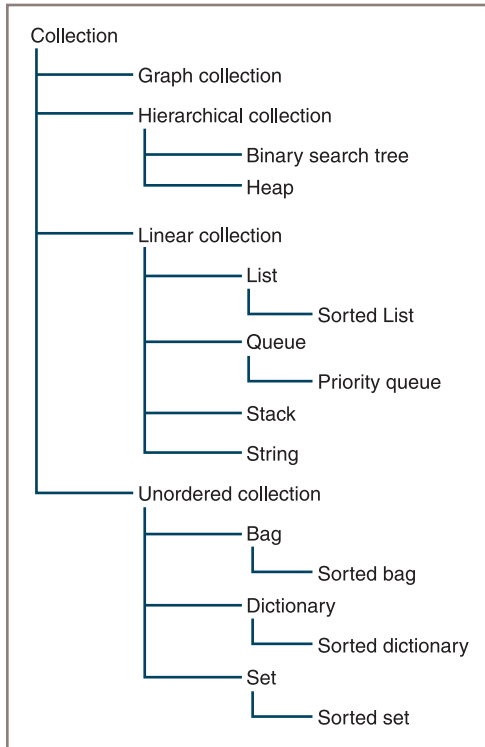 Collection
Graph collection
Hierarchical collection
Binary search tree
Heap
Linear collection
List
Sorted List
Queue
Priority queue
Stack
String
Unordered collection
Bag
Sorted bag
Dictionary
Sorted dictionary
Set
Sorted set